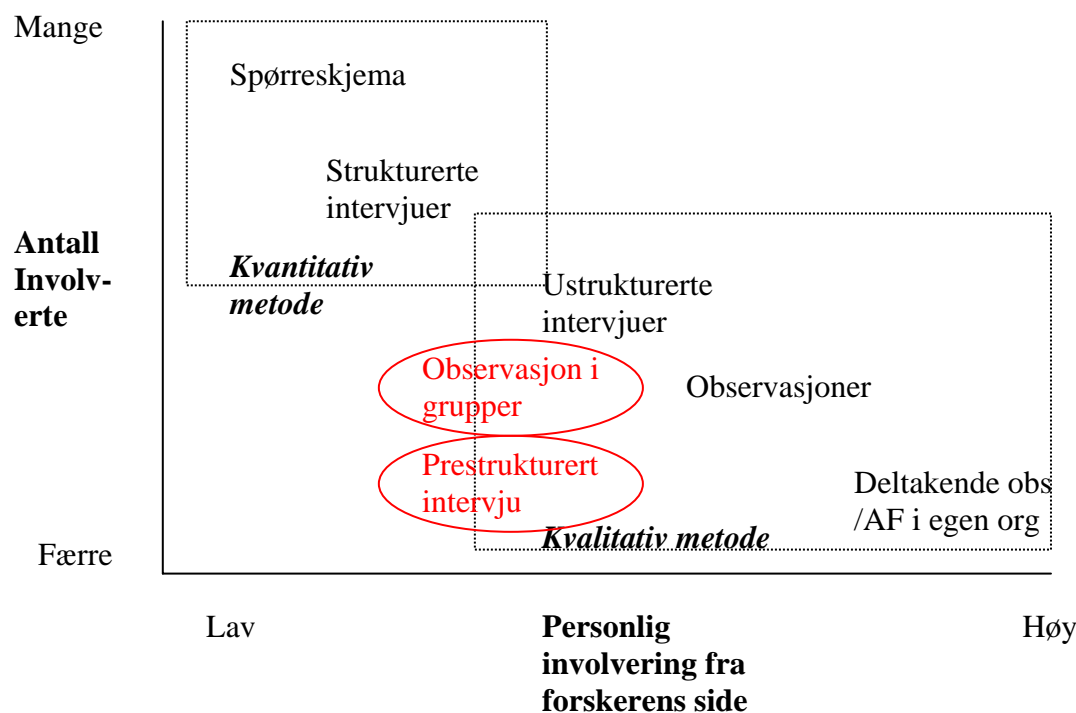 Mange
Spørreskjema
Strukturerte
intervjuer
Antall
Involv-
erte
Kvantitativ
metode
Ustrukturerte
intervjuer
Observasjon i
grupper
Observasjoner
Prestrukturert
intervju
Deltakende obs
/AF i egen org
Kvalitativ metode
Færre
Lav
Personlig
involvering fra
forskerens side
Høy